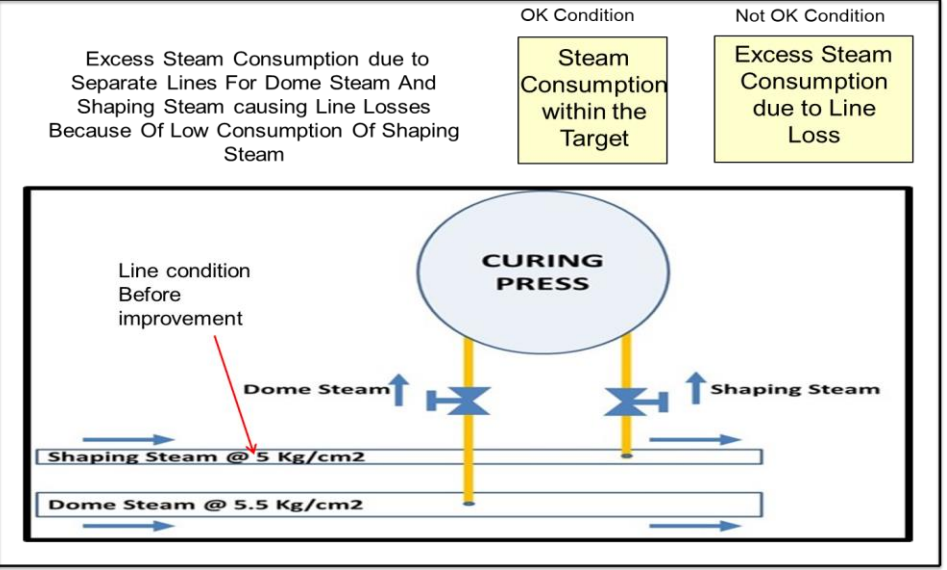 OK Condition
Not OK Condition
Excess Steam Consumption due to
Separate Lines For Dome Steam And
Shaping Steam causing Line Losses
Because Of Low Consumption Of Shaping
Steam
Steam
Consumption
within the
Target
Excess Steam
Consumption
due to Line
Loss
CURING
PRESS
Line condition
Before
improvement
Dome Steam
Shaping Steam
Shaping Steam @ 5 Kg/cm2
Dome Steam @ 5.5 Kg/cm2